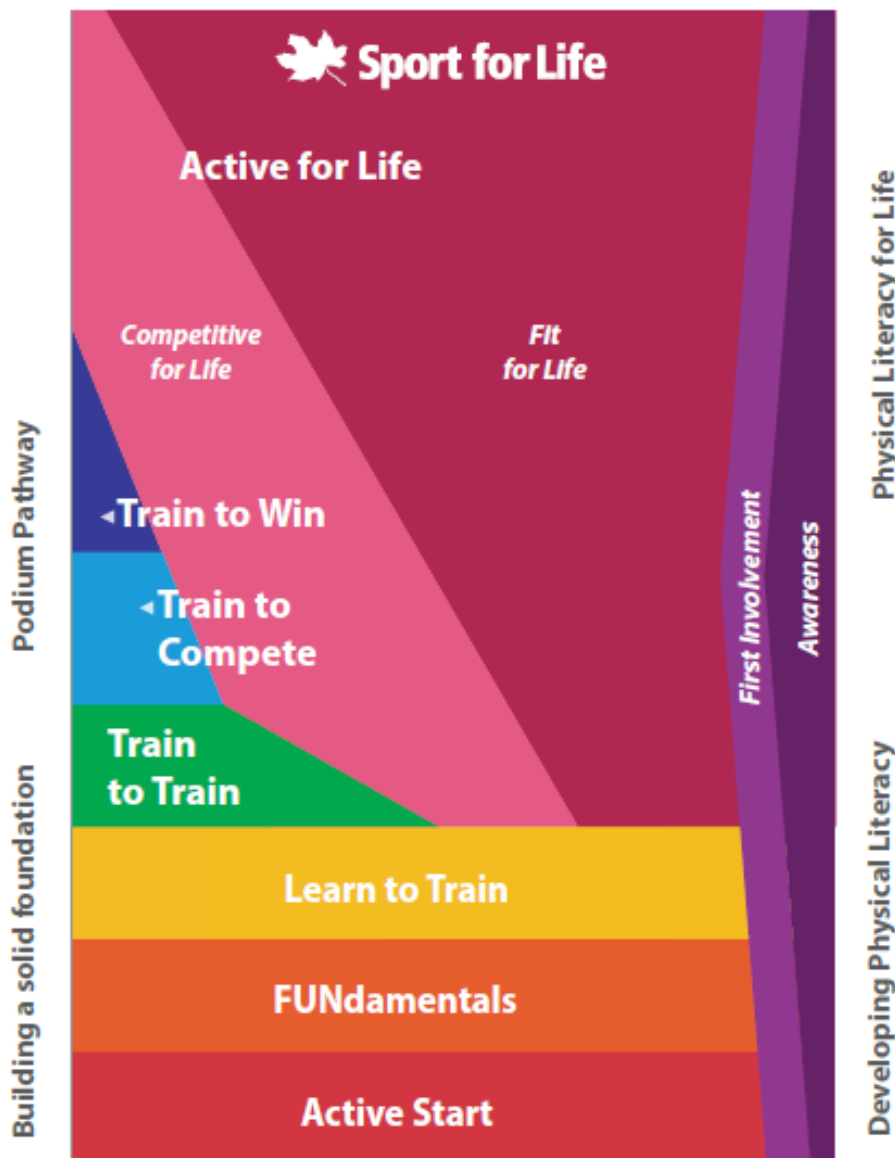 Sport for Life
Active for Life
Competitive
for Life
Fit
for Life
Train to Win
Train to
Compete
Train
to Train
Learn to Train
FUNdamentals
Active Start
First Involvement
Awareness
Podium Pathway
Building a solid foundation
Physical Literacy for Life
Developing Physical Literacy